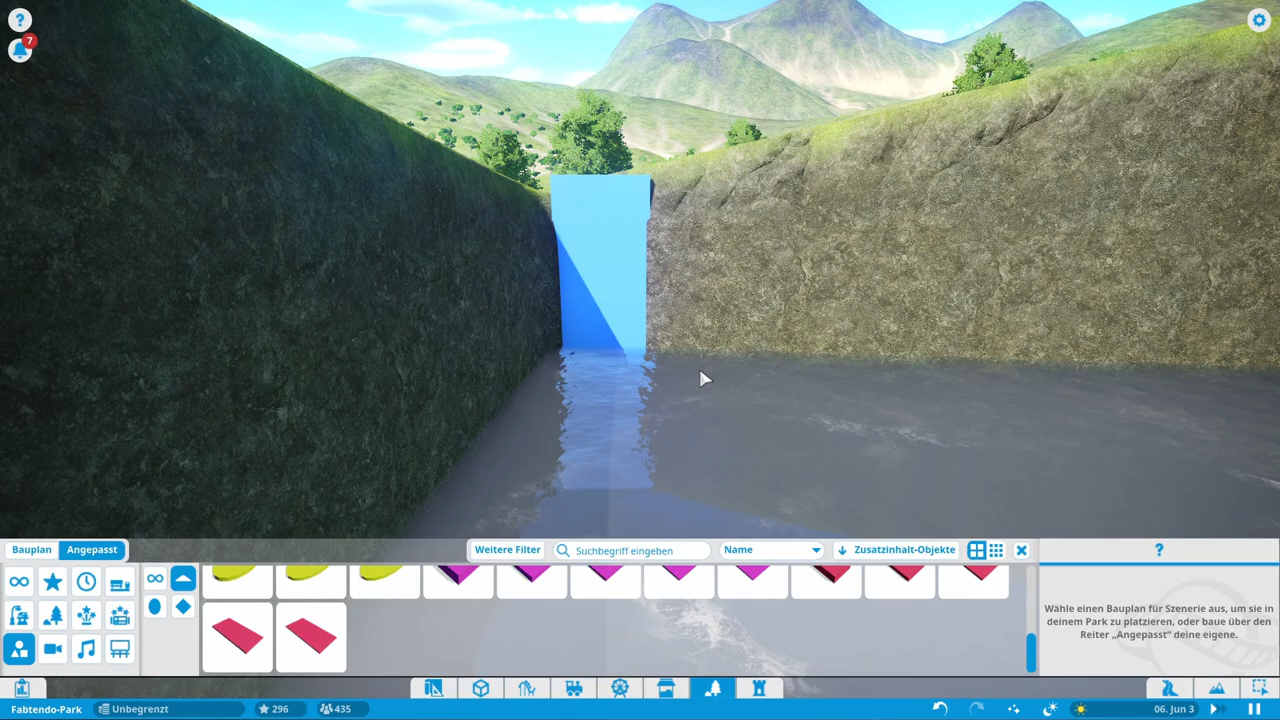 ?
7
Bauplan
Angepasst
Weitere Filter
Suchbegriff eingeben
Name
Zusatzinhalt-Objekte
?
Wähle einen Bauplan für Szenerie aus, um sie in
deinem Park zu platzieren, oder baue über den
Reiter „Angepasst" deine eigene.
Fabtendo-Park
Unbegrenzt
296
435
06. Jun 3